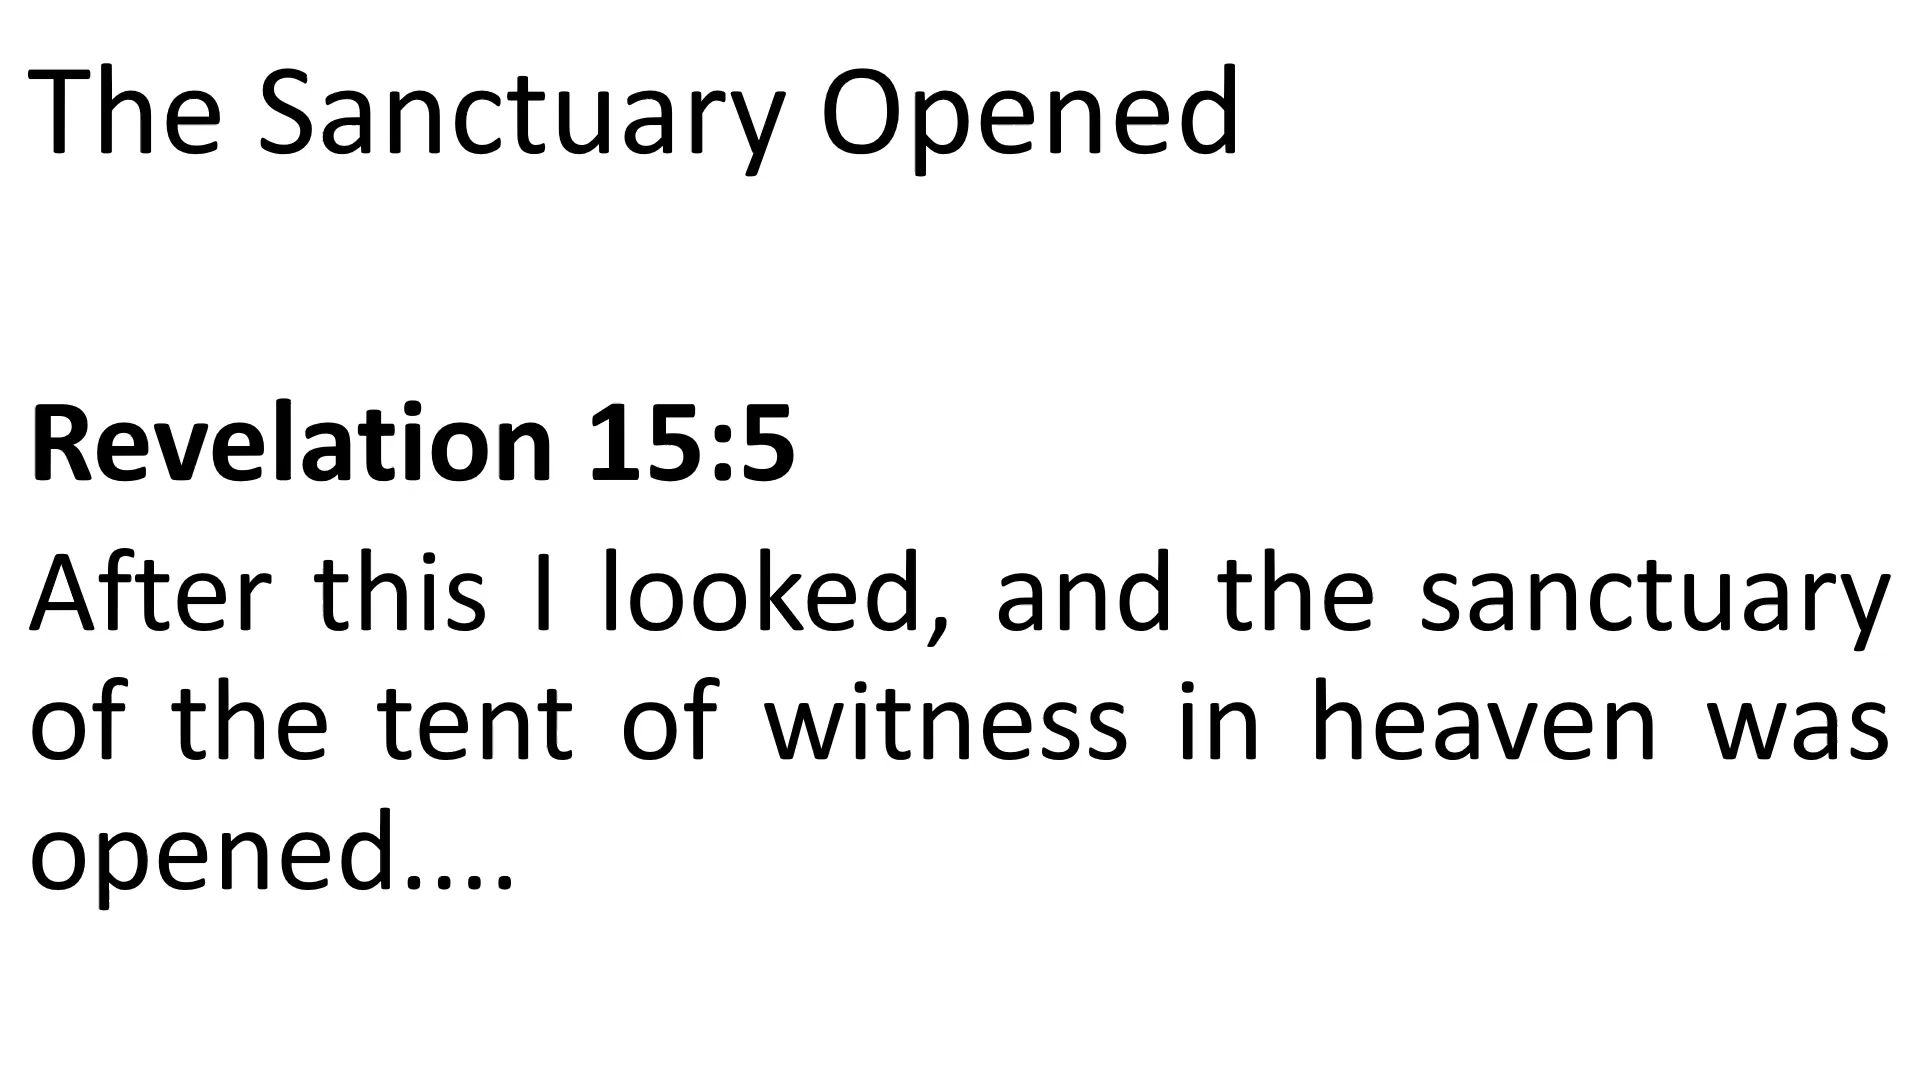 The Sanctuary Opened
Revelation 15:5
After this I looked, and the sanctuary
of the tent of witness in heaven was
opened....